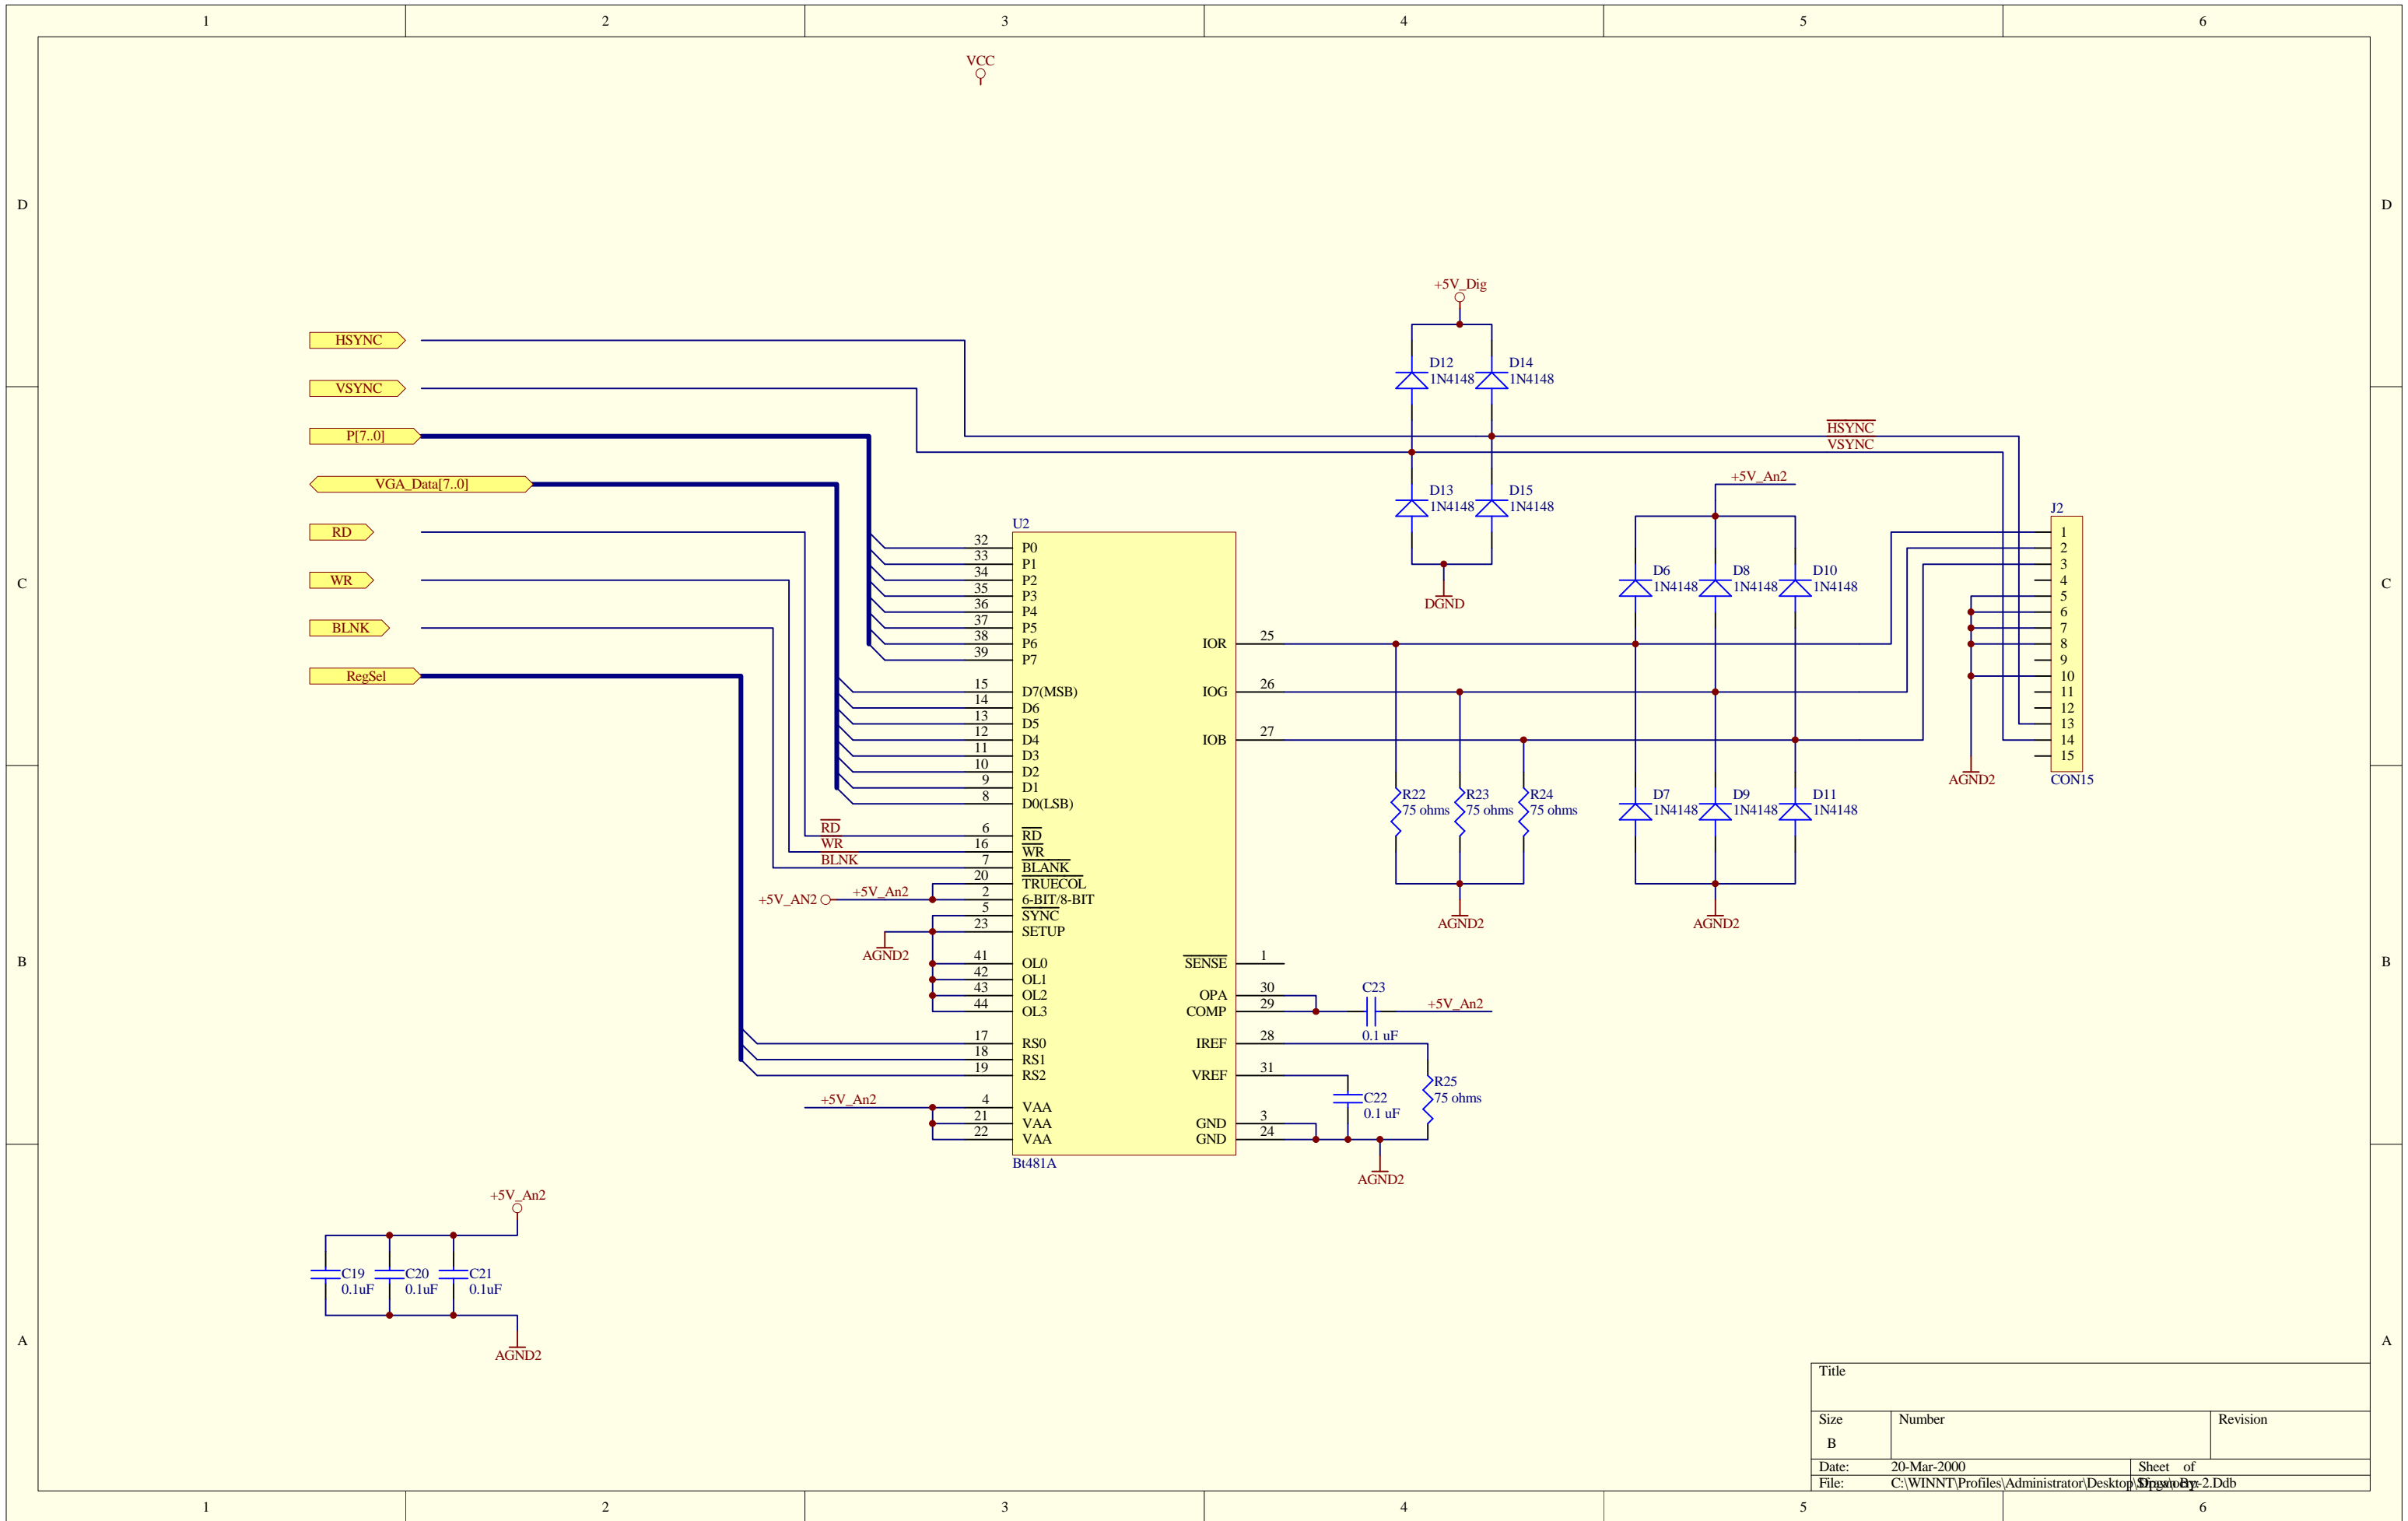 1 2 3 4 5 6
VCC
D D
+5V_Dig
HSYNC
D12 D14
1N4148 1N4148
VSYNC
P[7..0]
HSYNC
VSYNC
VGA_Data[7..0]
+5V_An2
D13 D15
1N4148 1N4148
RD
WR
BLNK
RegSel
C C
DGND
D6 D8 D10
1N4148 1N4148 1N4148
J2
1
2
3
4
5
6
7
8
9
10
11
12
13
14
15
CON15
AGND2
U2
32 P0
33 P1
34 P2
35 P3
36 P4
37 P5
38 P6
39 P7
15 D7(MSB)
14 D6
13 D5
12 D4
11 D3
10 D2
9 D1
8 D0(LSB)
RD 6 RD
WR 16 WR
BLNK 7 BLANK
20 TRUECOL
+5V_AN2 +5V_An2 2 6-BIT/8-BIT
5 SYNC
23 SETUP
AGND2
41 OL0
42 OL1
43 OL2
44 OL3
17 RS0
18 RS1
19 RS2
+5V_An2 4 VAA
21 VAA
22 VAA
Bt481A
IOR 25
IOG 26
IOB 27
SENSE 1
OPA 30
COMP 29
IREF 28
VREF 31
GND 3
GND 24
R22 R23 R24
75 ohms 75 ohms 75 ohms
AGND2
D7 D9 D11
1N4148 1N4148 1N4148
AGND2
B B
C23
+5V_An2
0.1 uF
R25
75 ohms
C22
0.1 uF
AGND2
+5V_An2
C19 C20 C21
0.1uF 0.1uF 0.1uF
AGND2
A A
Title
Size Number Revision
B
Date: 20-Mar-2000 Sheet of
File: C:\WINNT\Profiles\Administrator\Desktop\ -2.Ddb
1 2 3 4 5 6